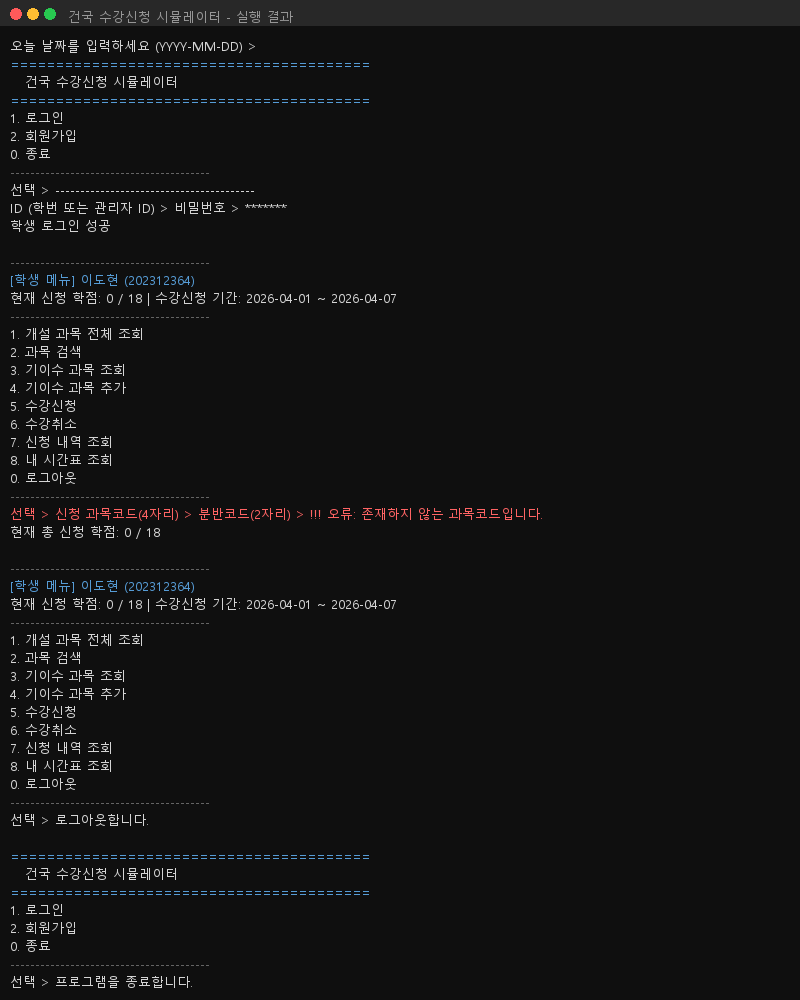 건국 수강신청 시뮬레이터 - 실행 결과
오늘 날짜를 입력하세요 (YYYY-MM-DD) >
========================================
건국 수강신청 시뮬레이터
========================================
1. 로그인
2. 회원가입
0. 종료
----------------------------------------
선택 > ----------------------------------------
ID (학번 또는 관리자 ID) > 비밀번호 > *******
학생 로그인 성공
----------------------------------------
[학생 메뉴] 이도현 (202312364)
현재 신청 학점: 0 / 18 | 수강신청 기간: 2026-04-01 ~ 2026-04-07
----------------------------------------
1. 개설 과목 전체 조회
2. 과목 검색
3. 기이수 과목 조회
4. 기이수 과목 추가
5. 수강신청
6. 수강취소
7. 신청 내역 조회
8. 내 시간표 조회
0. 로그아웃
----------------------------------------
선택 > 신청 과목코드(4자리) > 분반코드(2자리) > !!! 오류: 존재하지 않는 과목코드입니다.
현재 총 신청 학점: 0 / 18
----------------------------------------
[학생 메뉴] 이도현 (202312364)
현재 신청 학점: 0 / 18 | 수강신청 기간: 2026-04-01 ~ 2026-04-07
----------------------------------------
1. 개설 과목 전체 조회
2. 과목 검색
3. 기이수 과목 조회
4. 기이수 과목 추가
5. 수강신청
6. 수강취소
7. 신청 내역 조회
8. 내 시간표 조회
0. 로그아웃
----------------------------------------
선택 > 로그아웃합니다.
========================================
건국 수강신청 시뮬레이터
========================================
1. 로그인
2. 회원가입
0. 종료
----------------------------------------
선택 > 프로그램을 종료합니다.